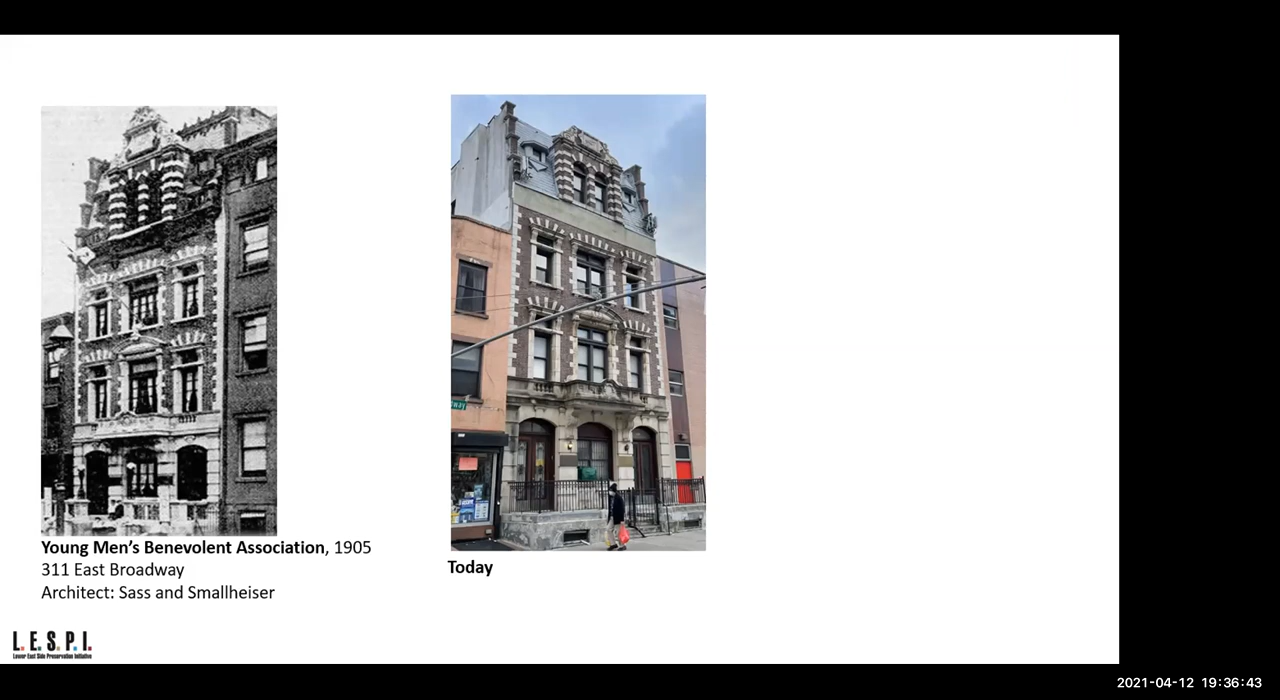 Young Men's Benevolent Association, 1905
311 East Broadway
Architect: Sass and Smallheiser
Today
L.E.S.P.I.
Lower East Side Preservation Initiative
2021-04-12 19:36:43